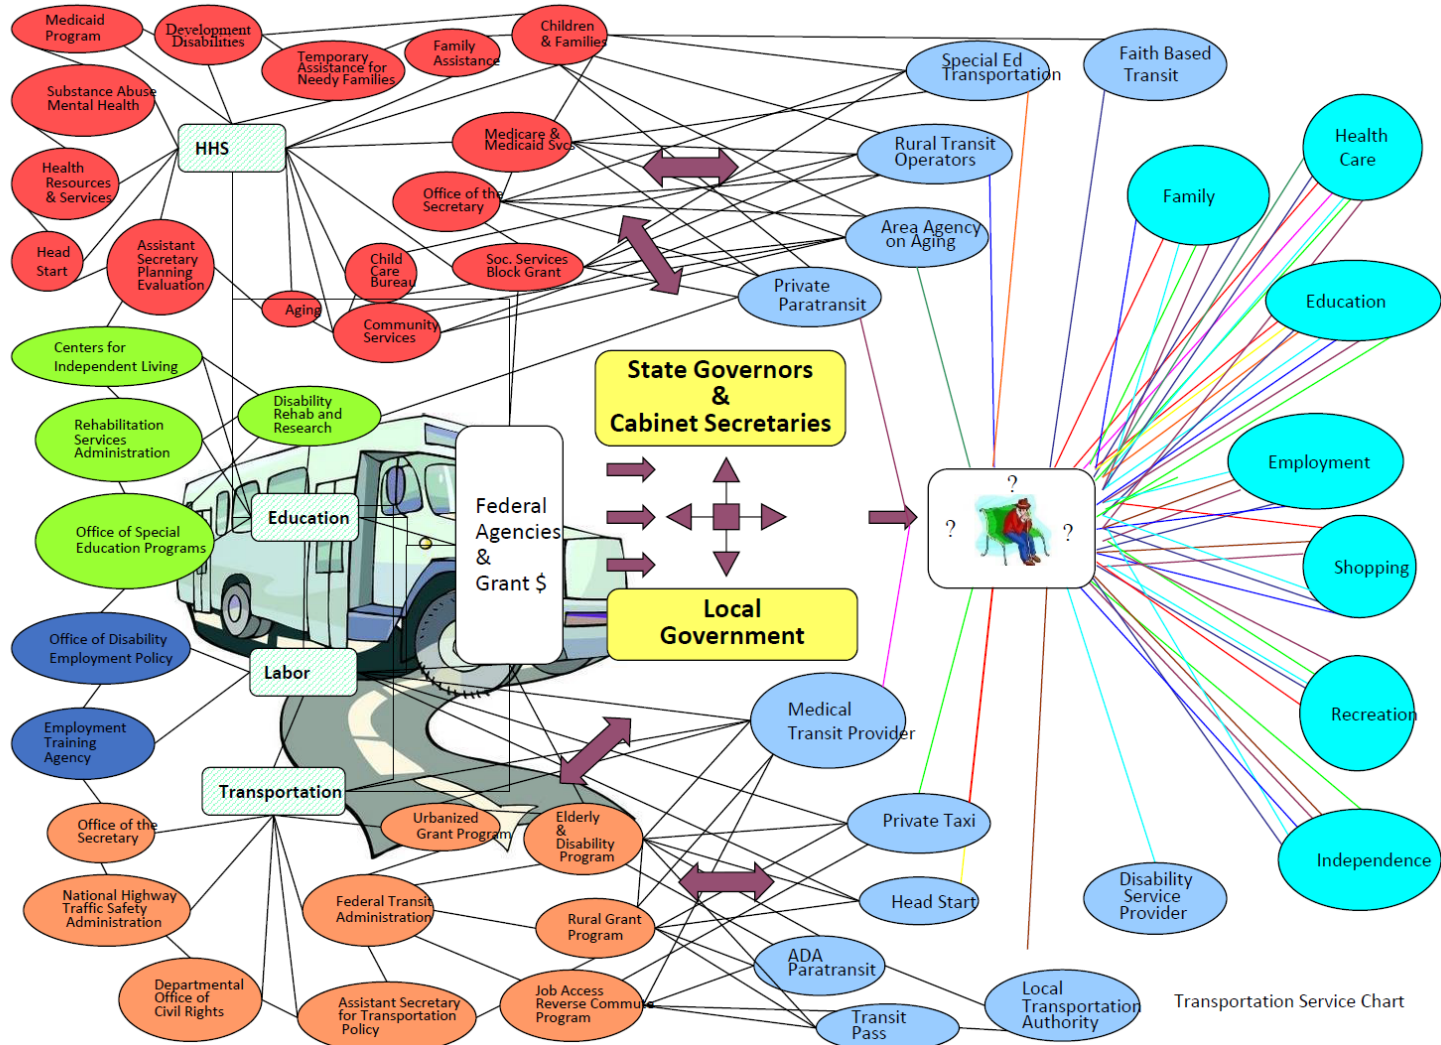 Medicaid
Program
Development
Disabilities
Temporary
Assistance for
Needy Families
Family
Assistance
Children
& Families
Special Ed
Transportation
Faith Based
Transit
Substance Abuse
Mental Health
HHS
Medicare &
Medicaid Svcs
Rural Transit
Operators
Health
Care
Health
Resources
& Services
Office of the
Secretary
Family
Area Agency
on Aging
Head
Start
Assistant
Secretary
Planning
Evaluation
Child
Care
Bureau
Soc. Services
Block Grant
Private
Paratransit
Education
Aging
Community
Services
Centers for
Independent Living
State Governors
&
Cabinet Secretaries
Disability
Rehab and
Research
Rehabilitation
Services
Administration
Employment
Education
Federal
Agencies
&
Grant $
?
?
?
Office of Special
Education Programs
Shopping
Local
Government
Office of Disability
Employment Policy
Labor
Medical
Transit Provider
Recreation
Employment
Training
Agency
Transportation
Office of the
Secretary
Urbanized
Grant Program
Elderly
&
Disability
Program
Private Taxi
Independence
National Highway
Traffic Safety
Administration
Federal Transit
Administration
Rural Grant
Program
Head Start
Disability
Service
Provider
ADA
Paratransit
Departmental
Office of
Civil Rights
Assistant Secretary
for Transportation
Policy
Job Access
Reverse Commute
Program
Transit
Pass
Local
Transportation
Authority
Transportation Service Chart